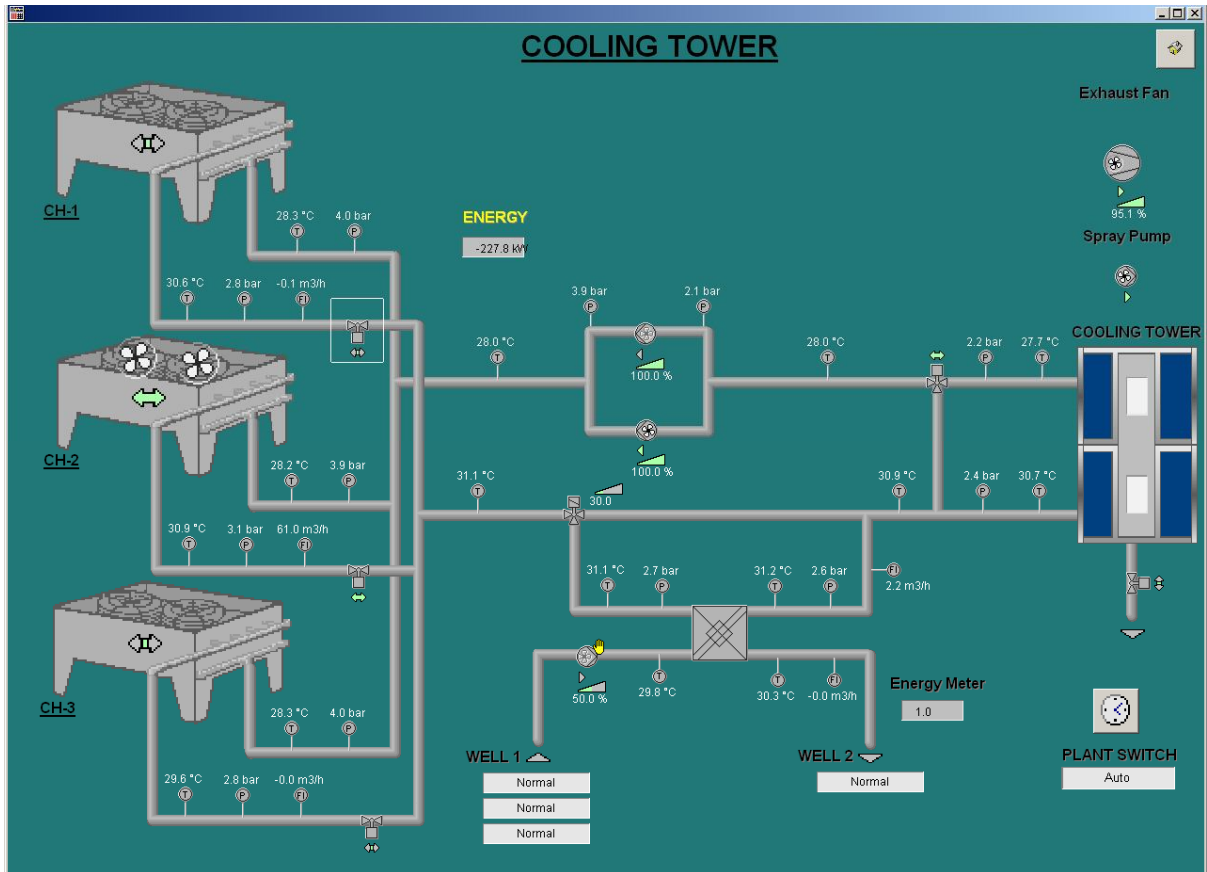 COOLING TOWER
Exhaust Fan
95.1 %
Spray Pump
COOLING TOWER
CH-1
28.3 °C 4.0 bar
30.6 °C 2.8 bar -0.1 m3/h
ENERGY
-227.8 kW
3.9 bar 2.1 bar
28.0 °C 100.0 % 28.0 °C 2.2 bar 27.7 °C
CH-2
28.2 °C 3.9 bar
100.0 %
31.1 °C 30.0 30.9 °C 2.4 bar 30.7 °C
30.9 °C 3.1 bar 61.0 m3/h
31.1 °C 2.7 bar 31.2 °C 2.6 bar
FI 2.2 m3/h
CH-3
28.3 °C 4.0 bar
50.0 % 29.8 °C 30.3 °C -0.0 m3/h
Energy Meter
1.0
29.6 °C 2.8 bar -0.0 m3/h
WELL 1 WELL 2
Normal Normal
Normal
Normal
PLANT SWITCH
Auto